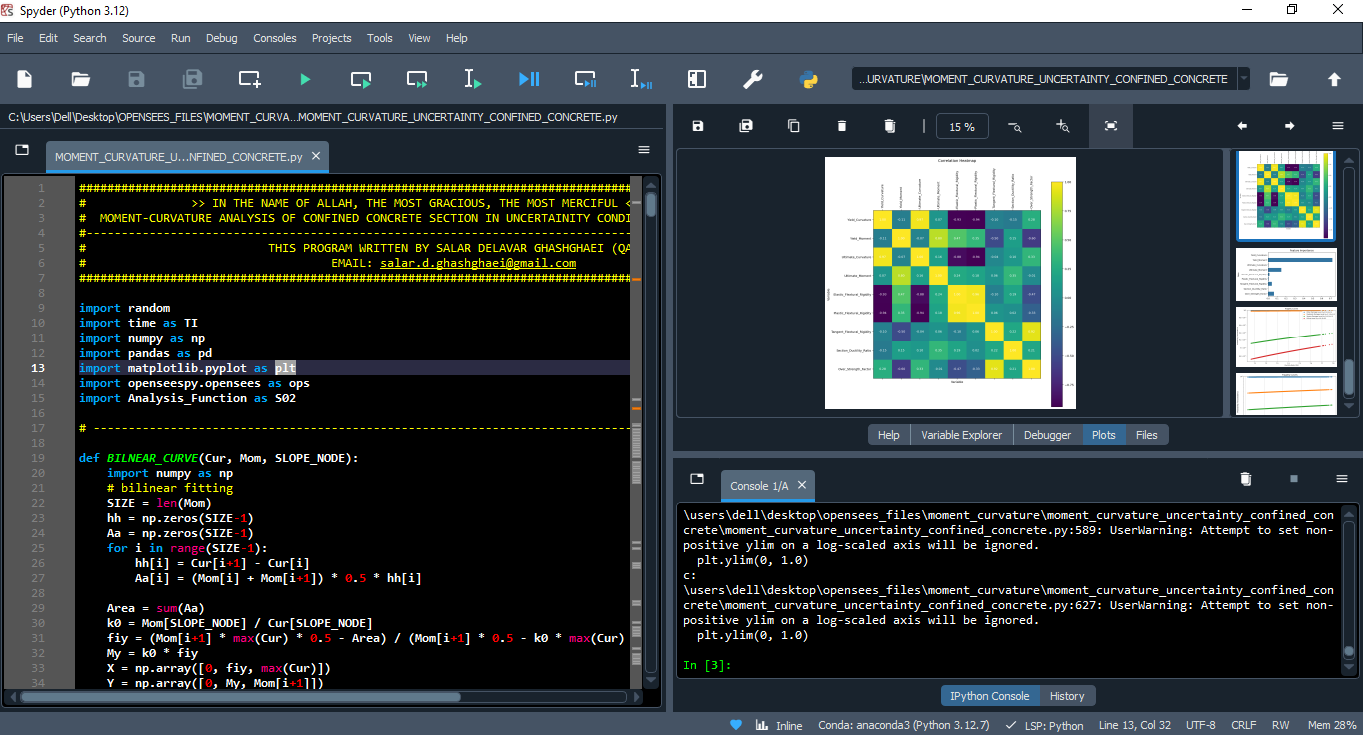 Spyder (Python 3.12)
File Edit Search Source Run Debug Consoles Projects Tools View Help
...URVATURE\MOMENT_CURVATURE_UNCERTAINTY_CONFINED_CONCRETE
C:\Users\Dell\Desktop\OPENSEES_FILES\MOMENT_CURVA...MOMENT_CURVATURE_UNCERTAINTY_CONFINED_CONCRETE.py
MOMENT_CURVATURE_U...NFINED_CONCRETE.py
1 ################################################################################
2 # >> IN THE NAME OF ALLAH, THE MOST GRACIOUS, THE MOST MERCIFUL <
3 # MOMENT-CURVATURE ANALYSIS OF CONFINED CONCRETE SECTION IN UNCERTAINITY CONDI
4 #-------------------------------------------------------------------------------
5 # THIS PROGRAM WRITTEN BY SALAR DELAVAR GHASHGHAEI (QA
6 # EMAIL: salar.d.ghashghaei@gmail.com
7 ################################################################################
8
9 import random
10 import time as TI
11 import numpy as np
12 import pandas as pd
13 import matplotlib.pyplot as plt
14 import openseespy.opensees as ops
15 import Analysis_Function as S02
16
17 # -----------------------------------------------------------------------------
18
19 def BILNEAR_CURVE(Cur, Mom, SLOPE_NODE):
20 import numpy as np
21 # bilinear fitting
22 SIZE = len(Mom)
23 hh = np.zeros(SIZE-1)
24 Aa = np.zeros(SIZE-1)
25 for i in range(SIZE-1):
26 hh[i] = Cur[i+1] - Cur[i]
27 Aa[i] = (Mom[i] + Mom[i+1]) * 0.5 * hh[i]
28
29 Area = sum(Aa)
30 k0 = Mom[SLOPE_NODE] / Cur[SLOPE_NODE]
31 fiy = (Mom[i+1] * max(Cur) * 0.5 - Area) / (Mom[i+1] * 0.5 - k0 * max(Cur)
32 My = k0 * fiy
33 X = np.array([0, fiy, max(Cur)])
34 Y = np.array([0, My, Mom[i+1]])
15 %
Correlation Heatmap
Yield_Curvature
Yield_Moment
Ultimate_Curvature
Ultimate_Moment
Elastic_Flexural_Rigidity
Plastic_Flexural_Rigidity
Tangent_Flexural_Rigidity
Section_Ductility_Ratio
Over_Strength_Factor
Variable
Help Variable Explorer Debugger Plots Files
Console 1/A
\users\dell\desktop\opensees_files\moment_curvature\moment_curvature_uncertainty_confined_con
crete\moment_curvature_uncertainty_confined_concrete.py:589: UserWarning: Attempt to set non-
positive ylim on a log-scaled axis will be ignored.
plt.ylim(0, 1.0)
c:
\users\dell\desktop\opensees_files\moment_curvature\moment_curvature_uncertainty_confined_con
crete\moment_curvature_uncertainty_confined_concrete.py:627: UserWarning: Attempt to set non-
positive ylim on a log-scaled axis will be ignored.
plt.ylim(0, 1.0)
In [3]:
IPython Console History
Inline Conda: anaconda3 (Python 3.12.7) LSP: Python Line 13, Col 32 UTF-8 CRLF RW Mem 28%